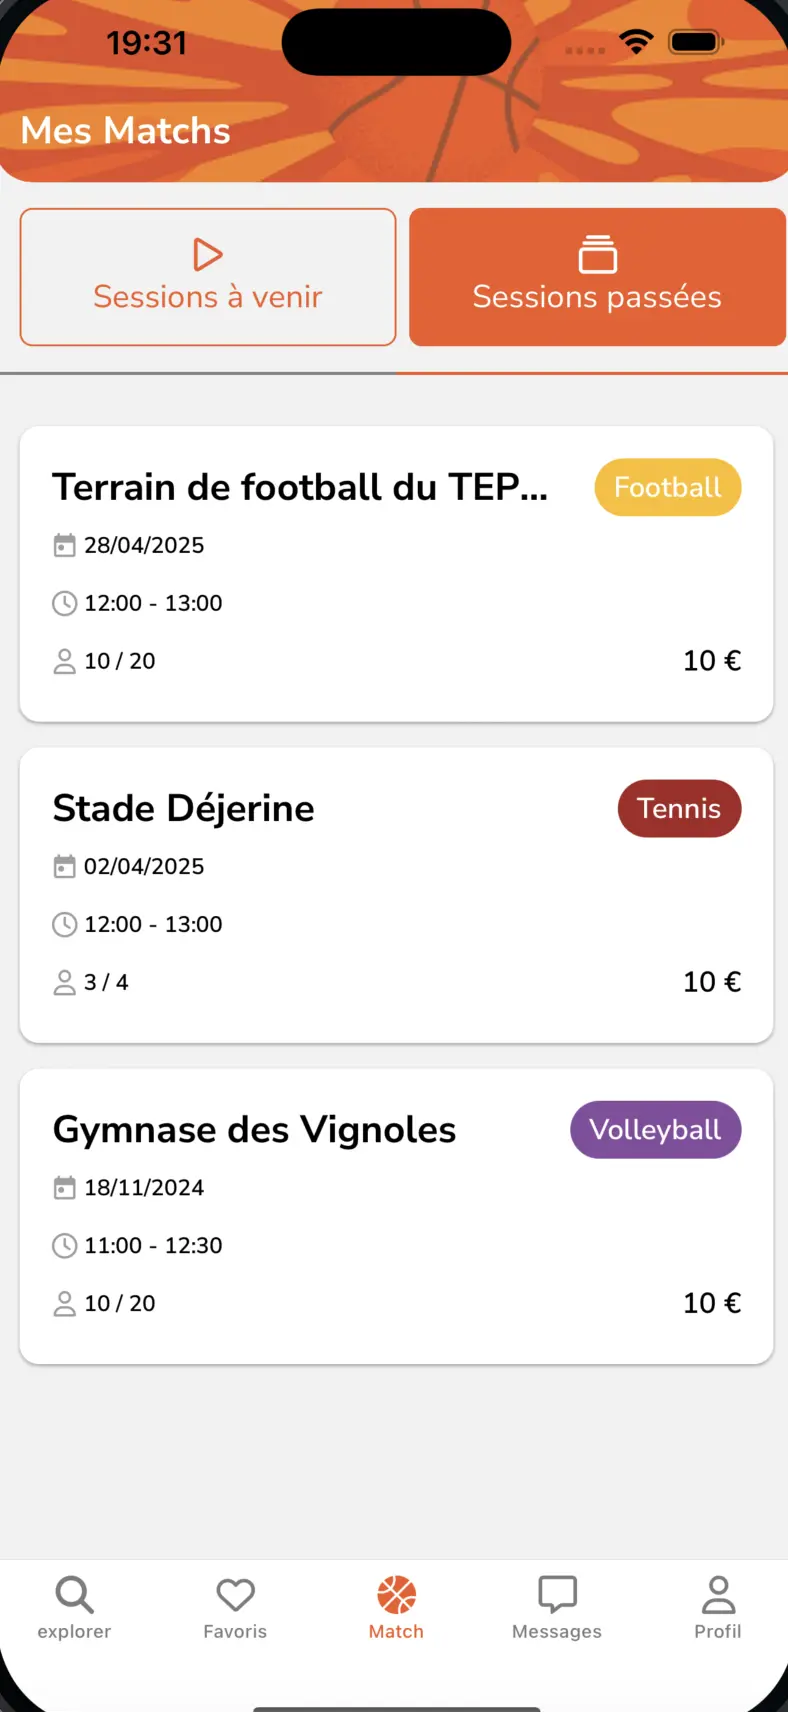 19:31
Mes Matchs
Sessions à venir
Sessions passées
Terrain de football du TEP...
Football
28/04/2025
12:00 - 13:00
10 / 20
10 €
Stade Déjerine
Tennis
02/04/2025
12:00 - 13:00
3 / 4
10 €
Gymnase des Vignoles
Volleyball
18/11/2024
11:00 - 12:30
10 / 20
10 €
explorer
Favoris
Match
Messages
Profil